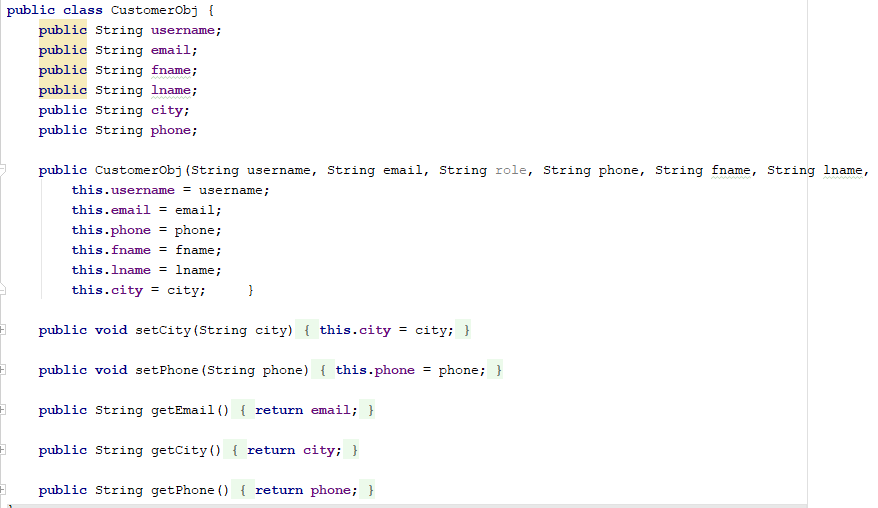 public class CustomerObj {
public String username;
public String email;
public String fname;
public String lname;
public String city;
public String phone;
public CustomerObj(String username, String email, String role, String phone, String fname, String lname,
this.username = username;
this.email = email;
this.phone = phone;
this.fname = fname;
this.lname = lname;
this.city = city; }
public void setCity(String city) { this.city = city; }
public void setPhone(String phone) { this.phone = phone; }
public String getEmail() { return email; }
public String getCity() { return city; }
public String getPhone() { return phone; }